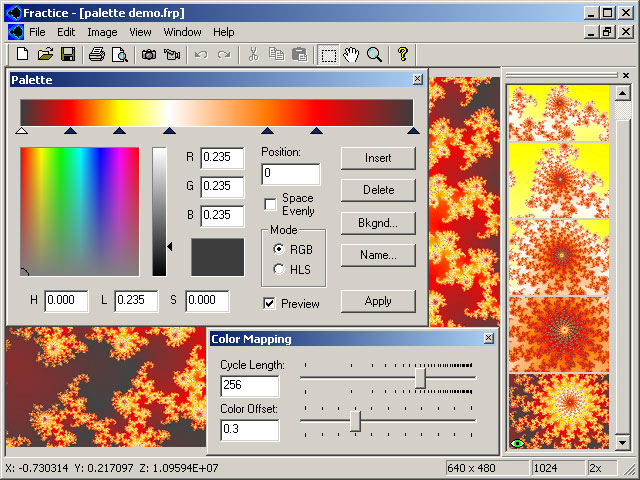 Fractice - [palette demo.frp]
File Edit Image View Window Help
Palette
R 0.235
G 0.235
B 0.235
H 0.000 L 0.235 S 0.000
Position:
0
Space
Evenly
Mode
RGB
HLS
Preview
Insert
Delete
Bkgnd...
Name...
Apply
Color Mapping
Cycle Length:
256
Color Offset:
0.3
X: -0.730314 Y: 0.217097 Z: 1.09594E+07 640 x 480 1024 2x